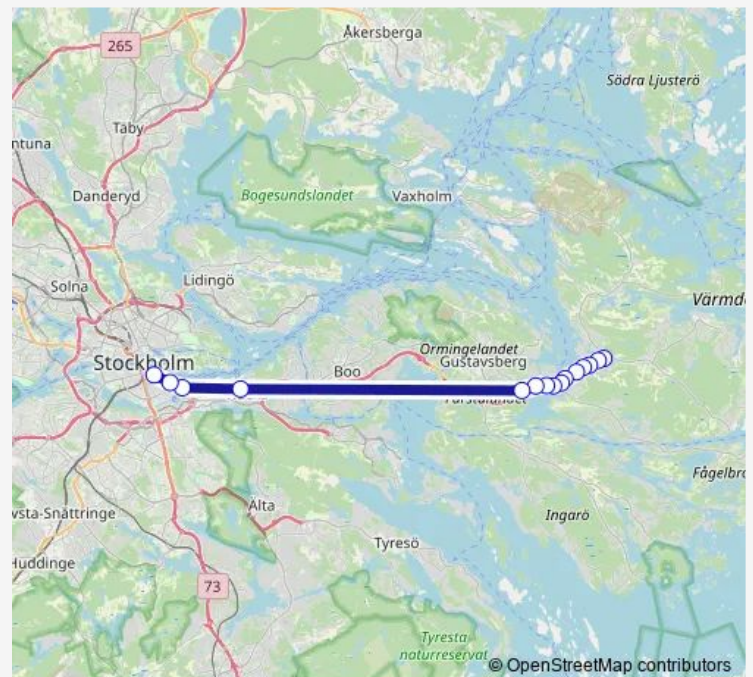 Åkersberga
265
Södra Ljusterö
Täby
ntuna
Danderyd
Bogesundslandet
Vaxholm
Lidingö
Solna
Värmd
Ormingelandet
Stockholm
Gustavsberg
Boo
Fågelbro
Älta
vsta-Snättringe
Ingarö
Tyresö
Huddinge
73
Tyresta
naturreservat
© OpenStreetMap contributors